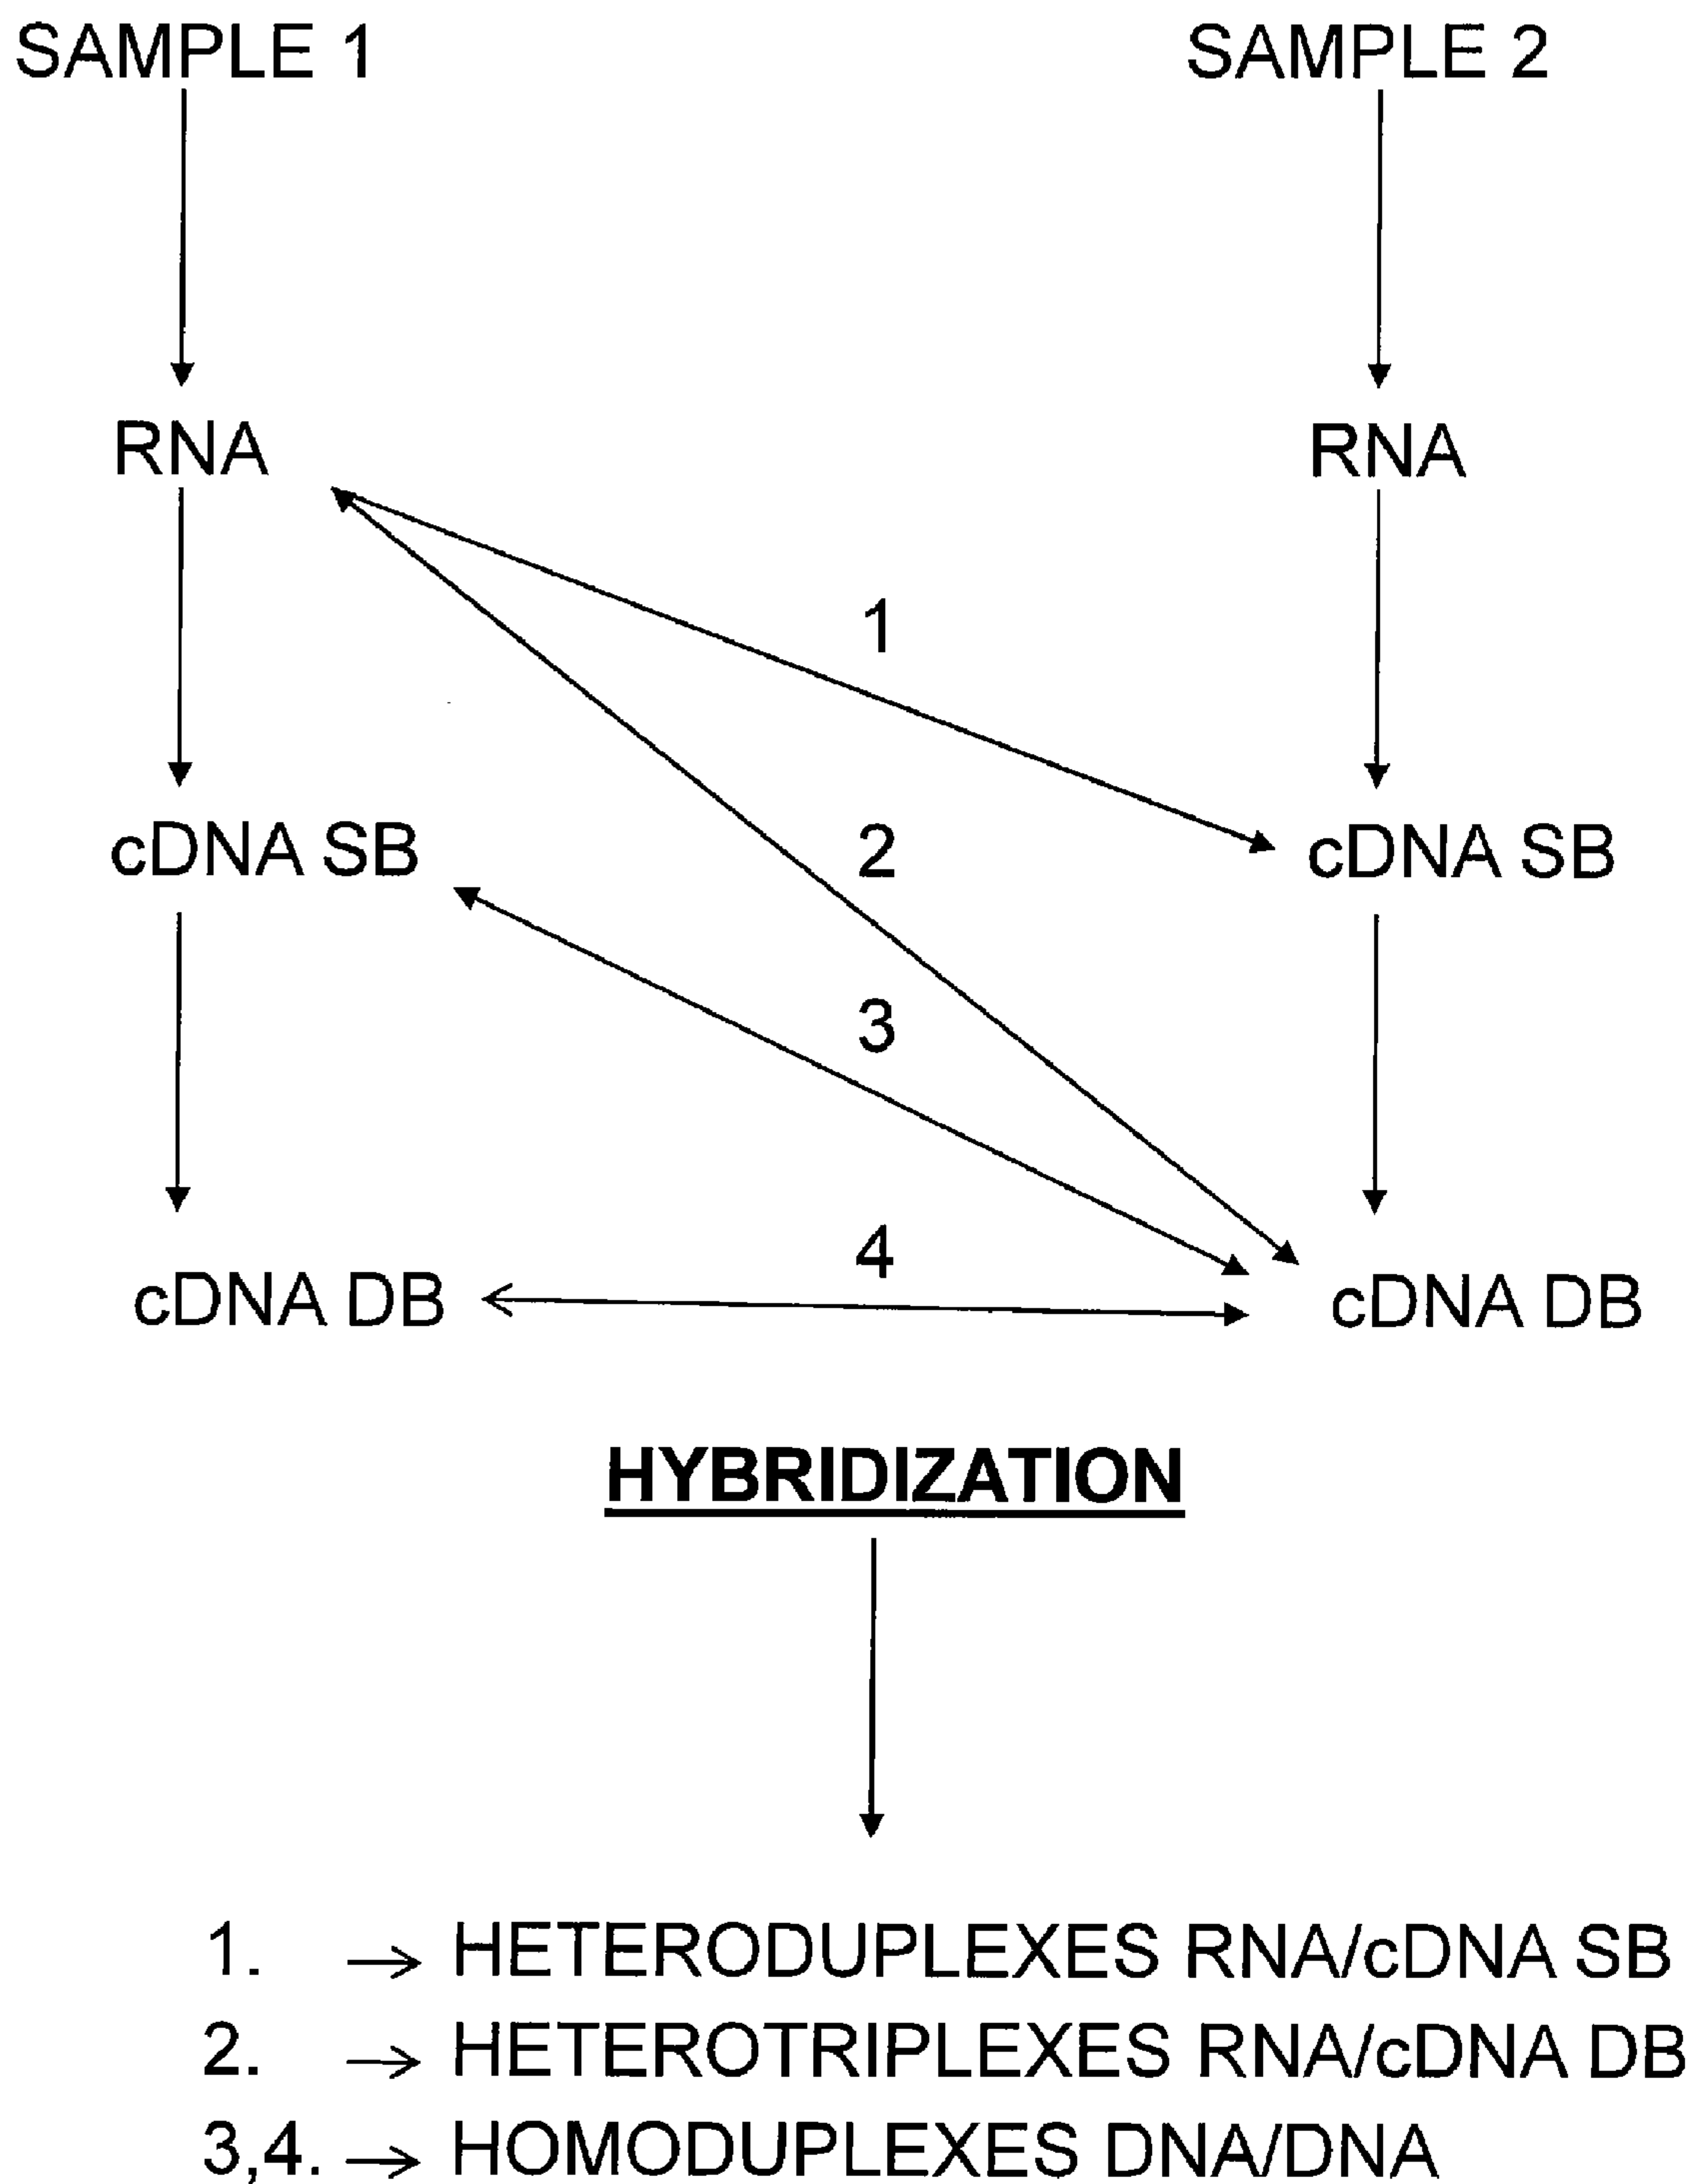 SAMPLE 1 SAMPLE 2
RNA RNA
1
2
cDNA SB cDNA SB
3
4
cDNA DB cDNA DB
HYBRIDIZATION
1. → HETERODUPLEXES RNA/cDNA SB
2. → HETEROTRIPLEXES RNA/cDNA DB
3,4. → HOMODUPLEXES DNA/DNA